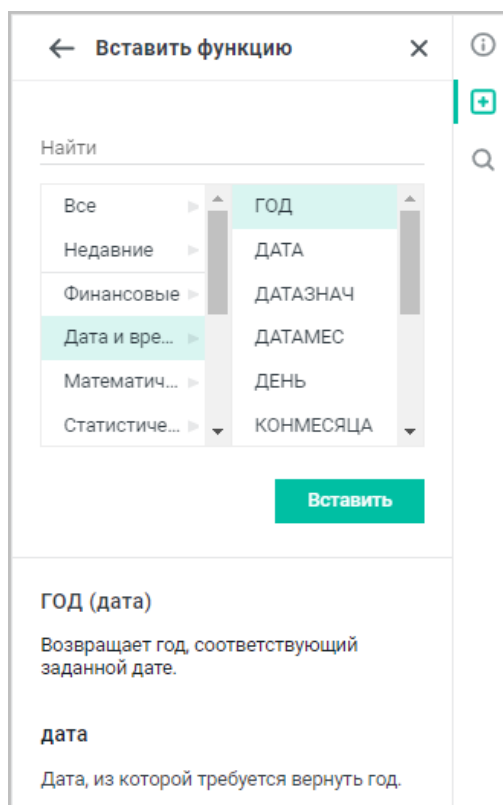 Вставить функцию
Найти
Все
Недавние
Финансовые
Дата и вре...
Математич...
Статистиче...
ГОД
ДАТА
ДАТАЗНАЧ
ДАТАМЕС
ДЕНЬ
КОНМЕСЯЦА
Вставить
ГОД (дата)
Возвращает год, соответствующий
заданной дате.
дата
Дата, из которой требуется вернуть год.